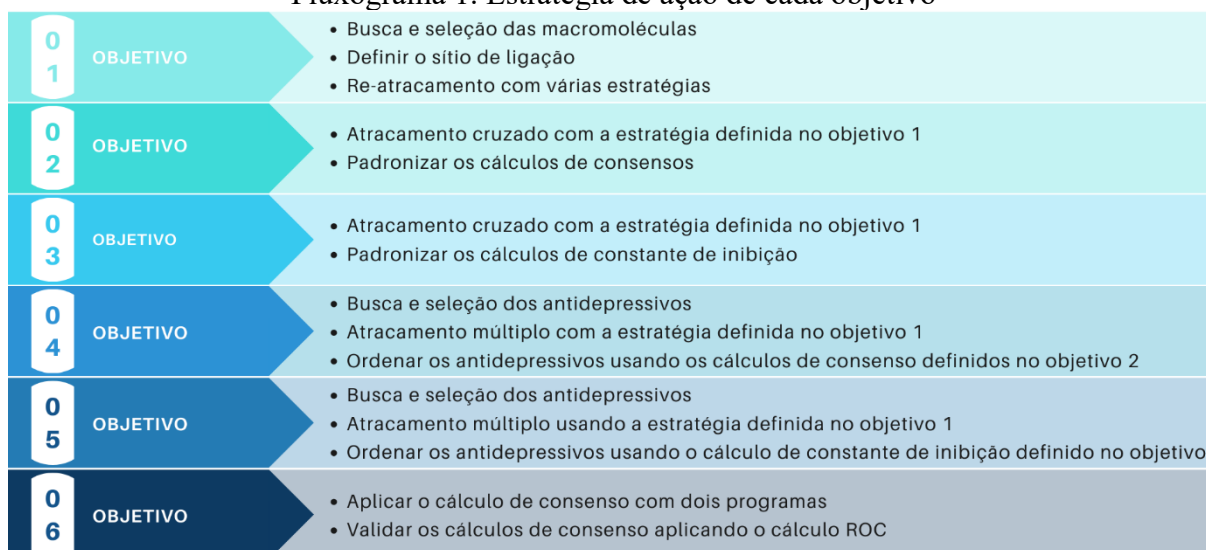 Fluxograma 1: Estratégia de ação de cada objetivo
01 OBJETIVO
• Busca e seleção das macromoléculas
• Definir o sítio de ligação
• Re-atracamento com várias estratégias
02 OBJETIVO
• Atracamento cruzado com a estratégia definida no objetivo 1
• Padronizar os cálculos de consensos
03 OBJETIVO
• Atracamento cruzado com a estratégia definida no objetivo 1
• Padronizar os cálculos de constante de inibição
04 OBJETIVO
• Busca e seleção dos antidepressivos
• Atracamento múltiplo com a estratégia definida no objetivo 1
• Ordenar os antidepressivos usando os cálculos de consenso definidos no objetivo 2
05 OBJETIVO
• Busca e seleção dos antidepressivos
• Atracamento múltiplo usando a estratégia definida no objetivo 1
• Ordenar os antidepressivos usando o cálculo de constante de inibição definido no objetivo
06 OBJETIVO
• Aplicar o cálculo de consenso com dois programas
• Validar os cálculos de consenso aplicando o cálculo ROC